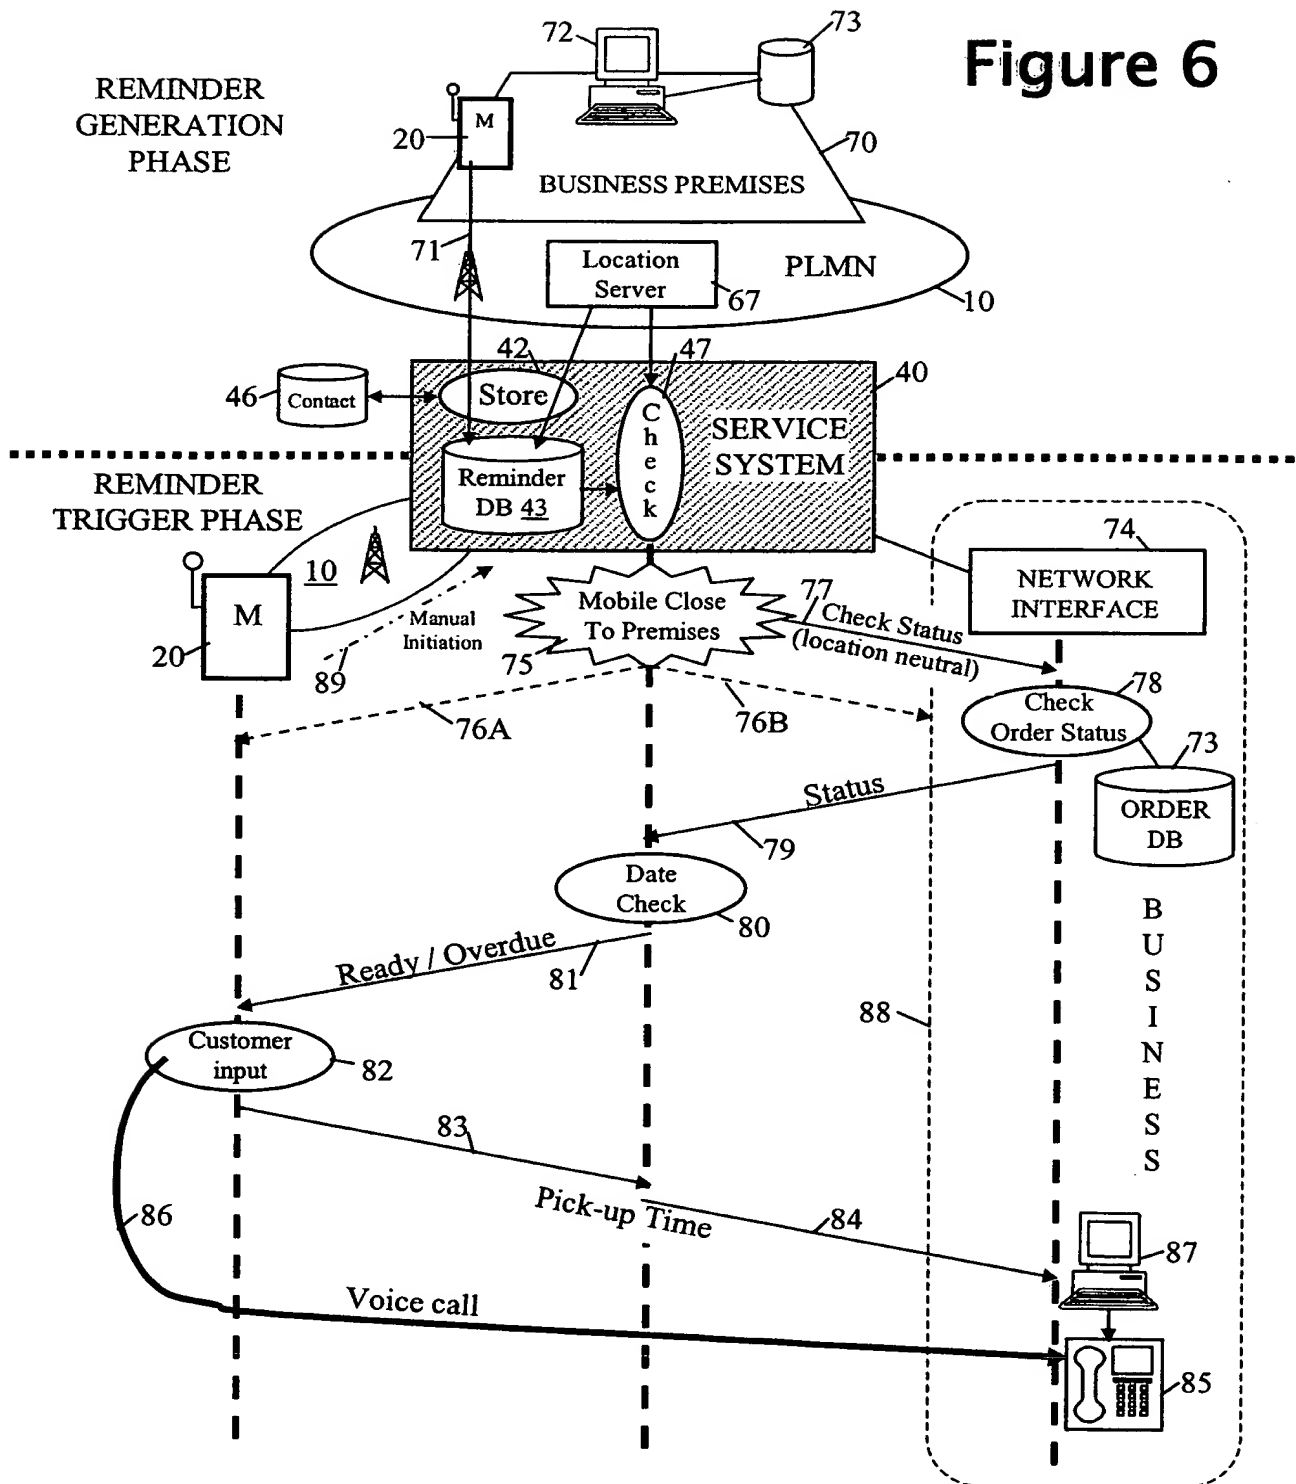 Figure 6
72
73
REMINDER
GENERATION
PHASE
M
20
70
BUSINESS PREMISES
71
Location
Server
67
PLMN
10
42
47
40
46
Contact
Store
Check
SERVICE
SYSTEM
Reminder
DB 43
REMINDER
TRIGGER PHASE
10
M
20
Manual
Initiation
89
Mobile Close
To Premises
75
77
Check Status
(location neutral)
74
NETWORK
INTERFACE
76A
76B
78
Check
Order Status
73
ORDER
DB
Status
79
Date
Check
80
Ready / Overdue
81
BUSINESS
88
Customer
input
82
83
Pick-up Time
84
86
87
Voice call
85